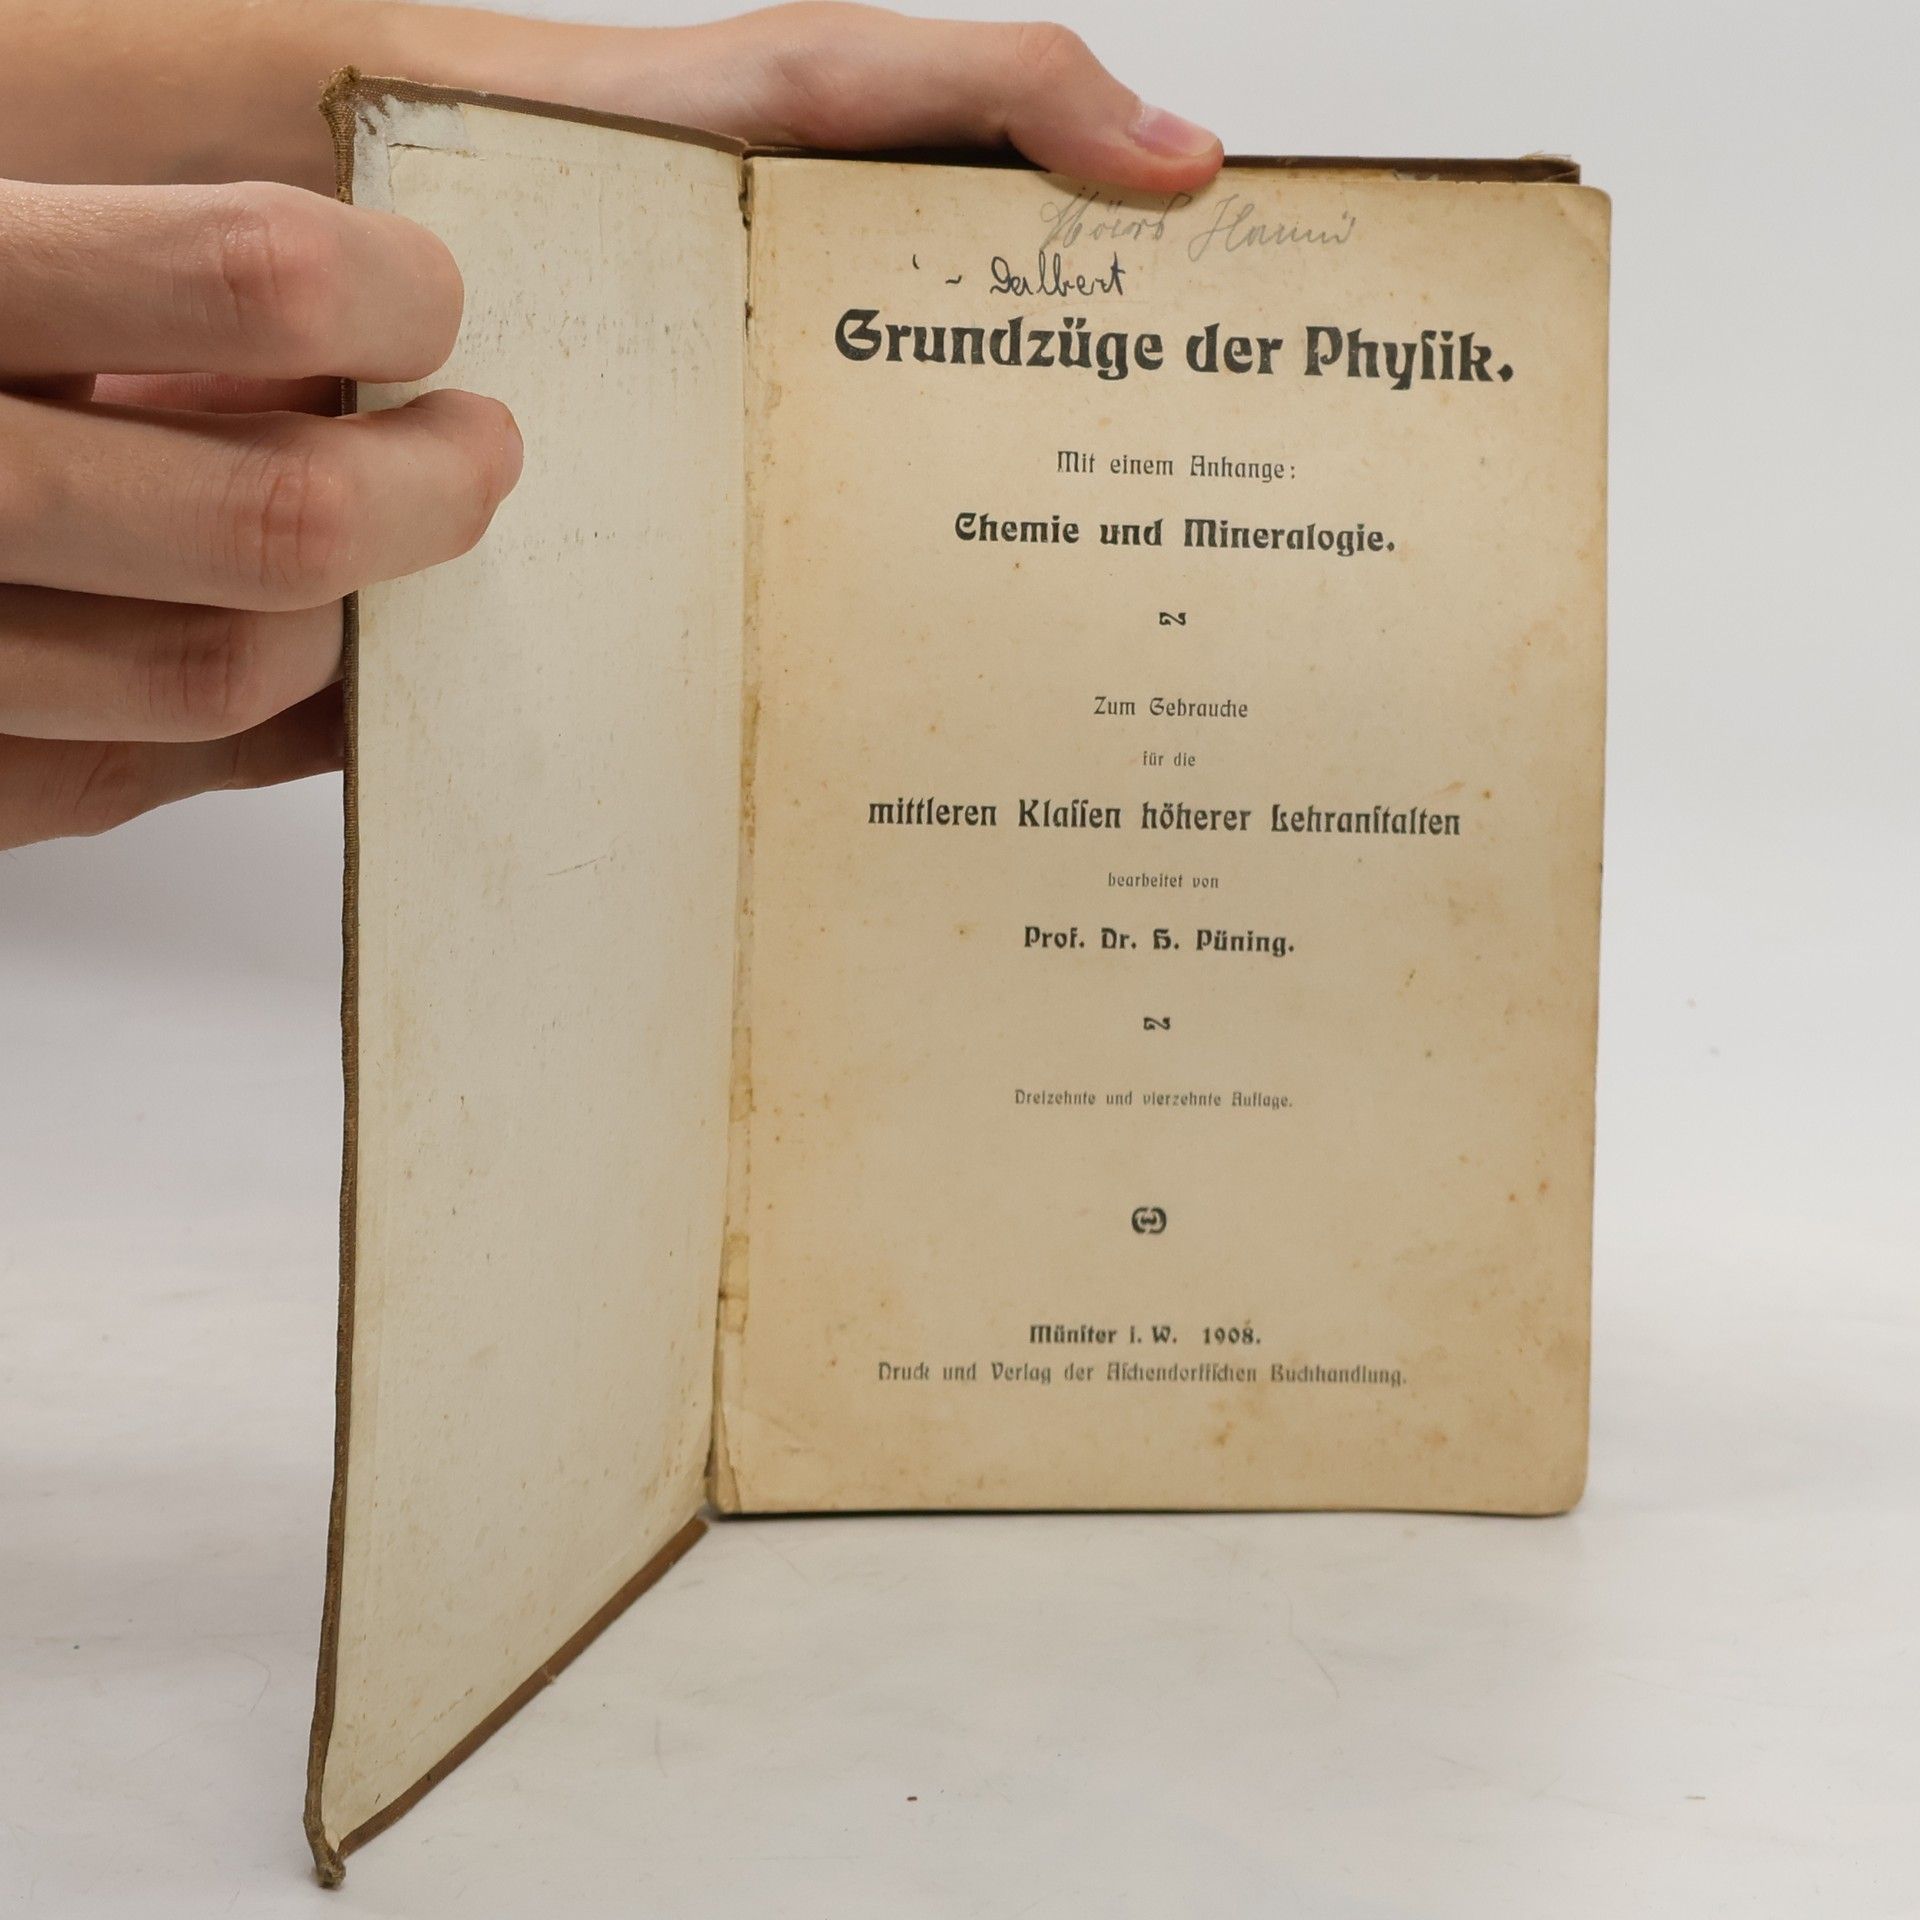 Dalbert
Grundzüge der Phyſik.
Mit einem Anhange:
Chemie und Mineralogie.
Zum Gebrauche
für die
mittleren Klaſſen höherer Lehranſtalten
bearbeitet von
Prof. Dr. H. Püning.
Dreizehnte und vierzehnte Auflage.
Münſter i. W. 1908.
Druck und Verlag der Aſchendorffſchen Buchhandlung.